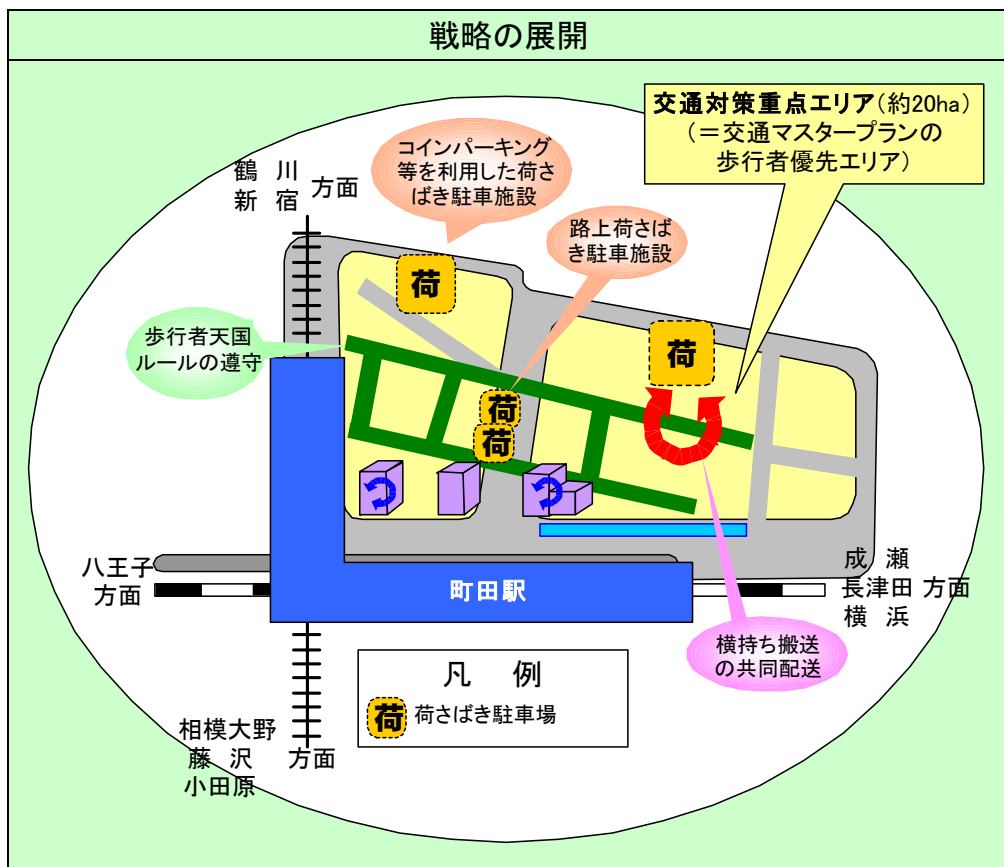 戦略の展開
交通対策重点エリア(約20ha)
(＝交通マスタープランの
歩行者優先エリア)
コインパーキング
等を利用した荷さ
ばき駐車施設
鶴 川
新 宿
方面
路上荷さば
き駐車施設
荷
荷
歩行者天国
ルールの遵守
荷
荷
八王子
方面
町田駅
成 瀬
長津田
横 浜
方面
横持ち搬送
の共同配送
凡 例
荷
荷さばき駐車場
相模大野
藤 沢
小田原
方面